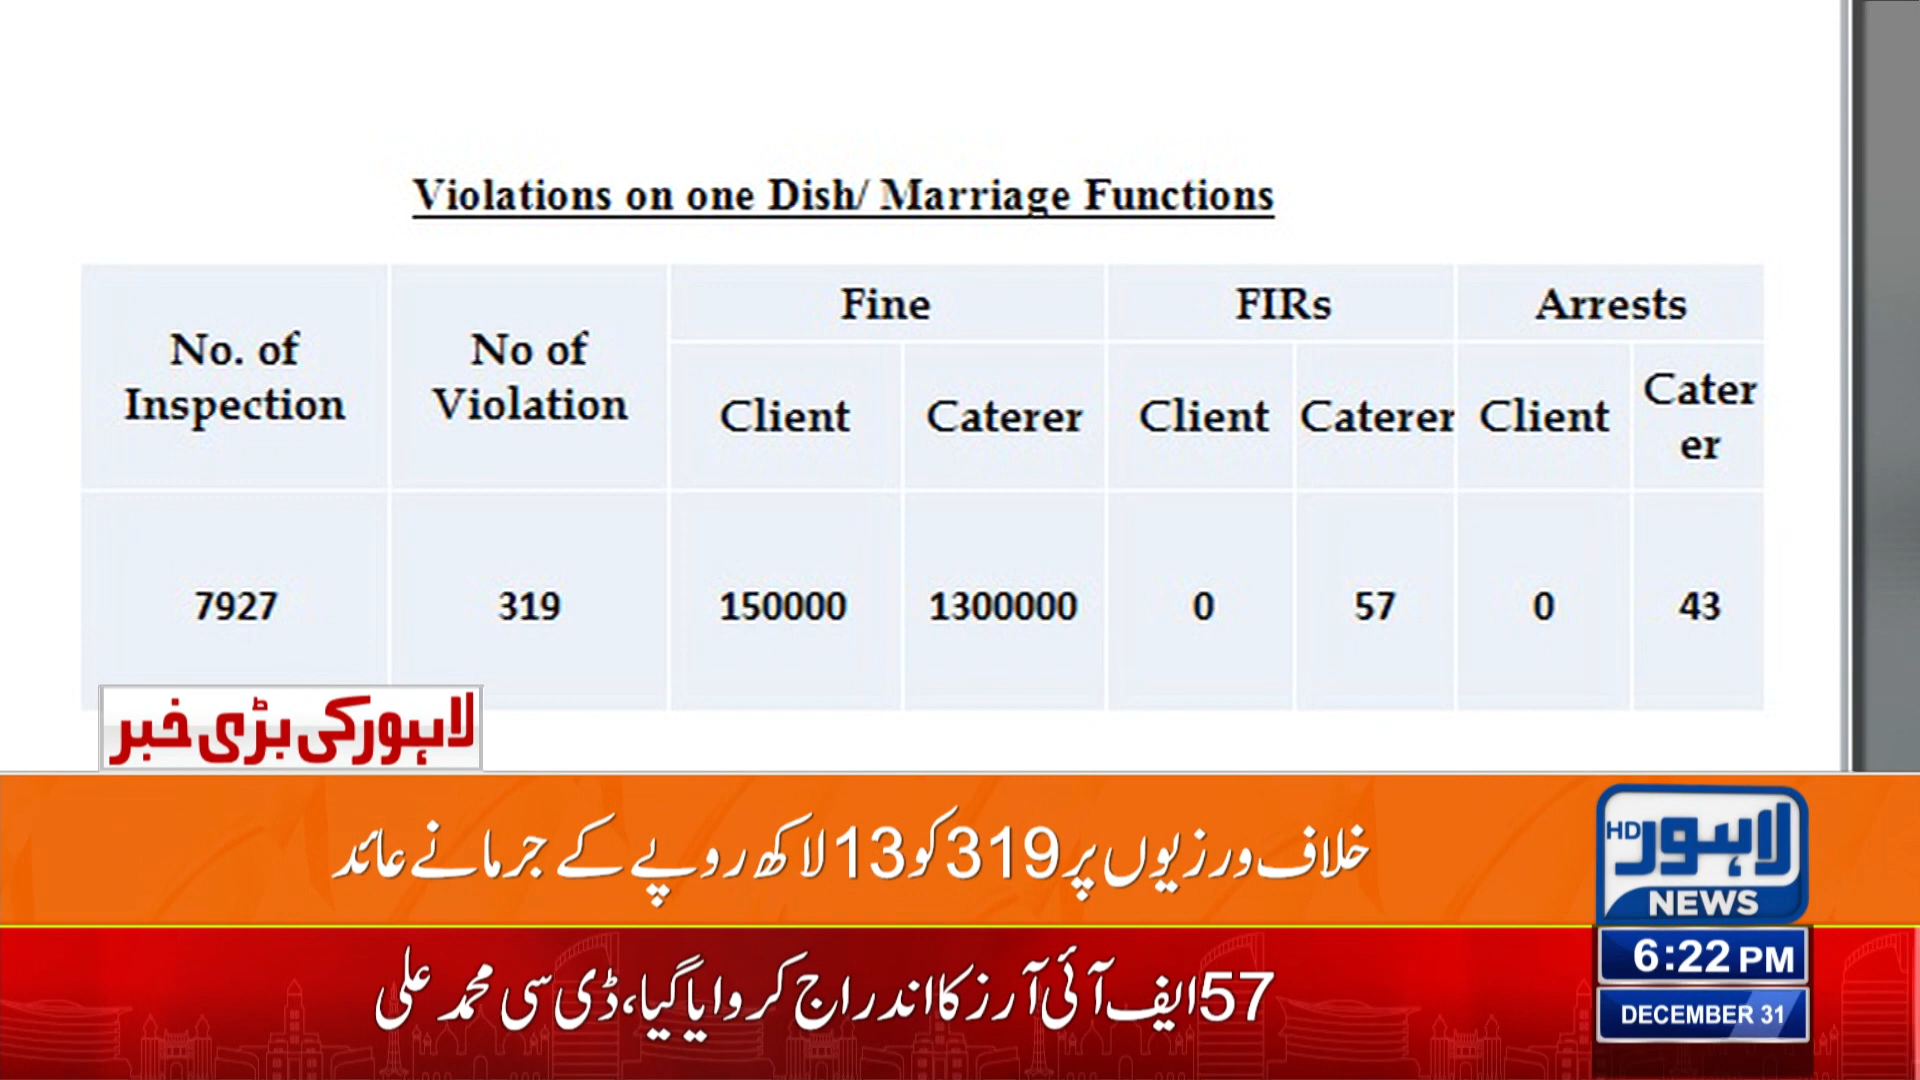 Violations on one Dish/ Marriage Functions
No. of Inspection
No of Violation
Fine
FIRs
Arrests
Client
Caterer
Client
Caterer
Client
Cater
er
7927
319
150000
1300000
0
57
0
43
لاہور کی بڑی خبر
خلاف ورزیوں پر 319 کو 13 لاکھ روپے کے جرمانے عائد
57 ایف آئی آرز کا اندراج کروایا گیا، ڈی سی محمد علی
HD لاہور
NEWS
6:22 PM
DECEMBER 31